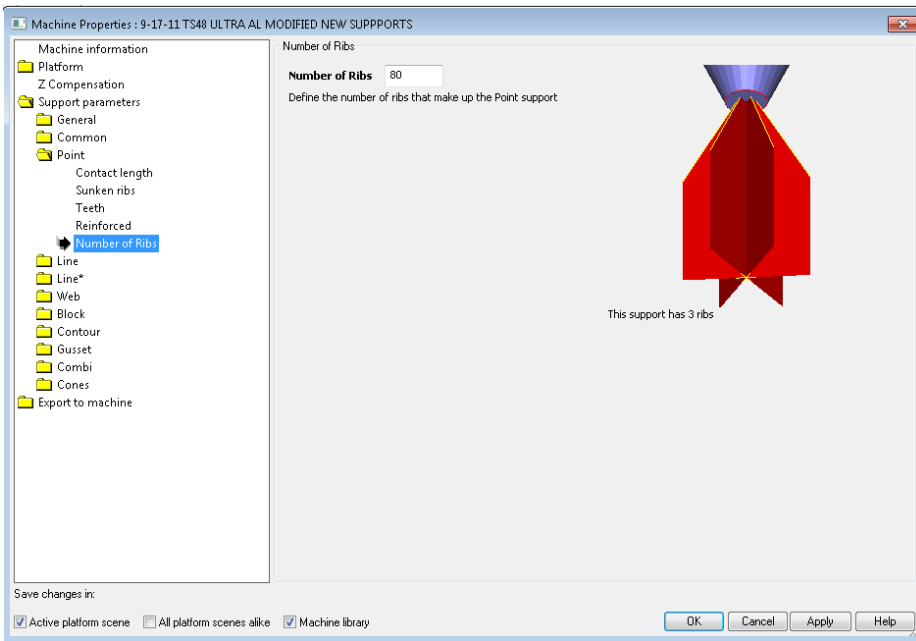 Machine Properties : 9-17-11 TS48 ULTRA AL MODIFIED NEW SUPPPORTS
Machine information
Platform
Z Compensation
Support parameters
General
Common
Point
Contact length
Sunken ribs
Teeth
Reinforced
Number of Ribs
Line
Line*
Web
Block
Contour
Gusset
Combi
Cones
Export to machine
Number of Ribs
Number of Ribs 80
Define the number of ribs that make up the Point support
This support has 3 ribs
Save changes in:
Active platform scene All platform scenes alike Machine library
OK Cancel Apply Help